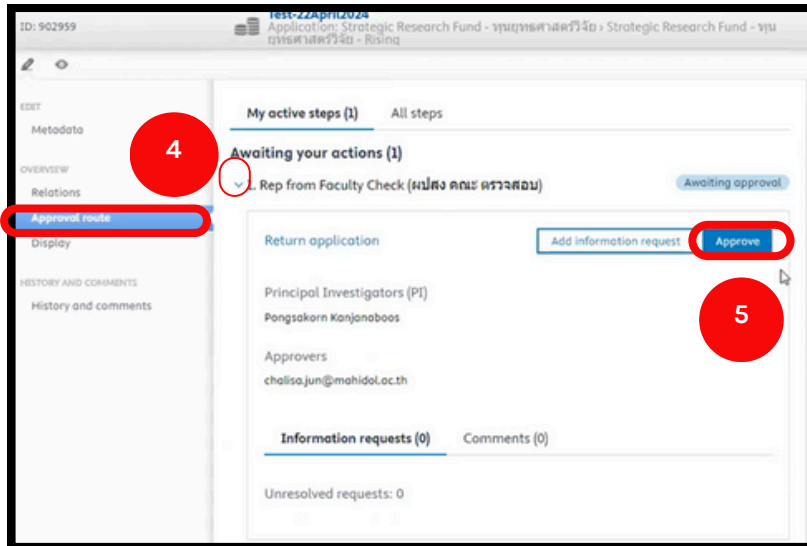 ID: 902959
Test-22April2024
Application: Strategic Research Fund - ทุนยุทธศาสตร์วิจัย › Strategic Research Fund - ทุน
ยุทธศาสตร์วิจัย - Rising
EDIT
Metadata
OVERVIEW
Relations
Approval route
Display
HISTORY AND COMMENTS
History and comments
4
My active steps (1)
All steps
Awaiting your actions (1)
1. Rep from Faculty Check (ผปสง คณะ ตรวจสอบ)
Awaiting approval
Return application
Add information request
Approve
5
Principal Investigators (PI)
Pongsakorn Kanjanaboos
Approvers
chalisa.jun@mahidol.ac.th
Information requests (0)
Comments (0)
Unresolved requests: 0